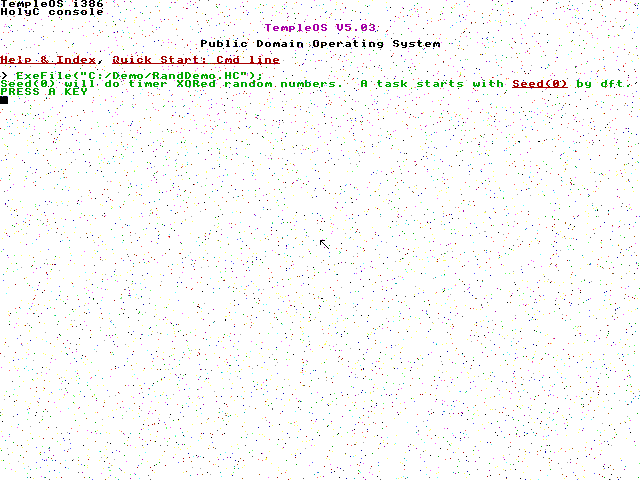 TempleOS i386
HolyC console
TempleOS V5.03
Public Domain Operating System
Help & Index, Quick Start: Cmd line
> ExeFile("C:/Demo/RandDemo.HC");
Seed(0) will do timer XORed random numbers.  A task starts with Seed(0) by dft.
PRESS A KEY